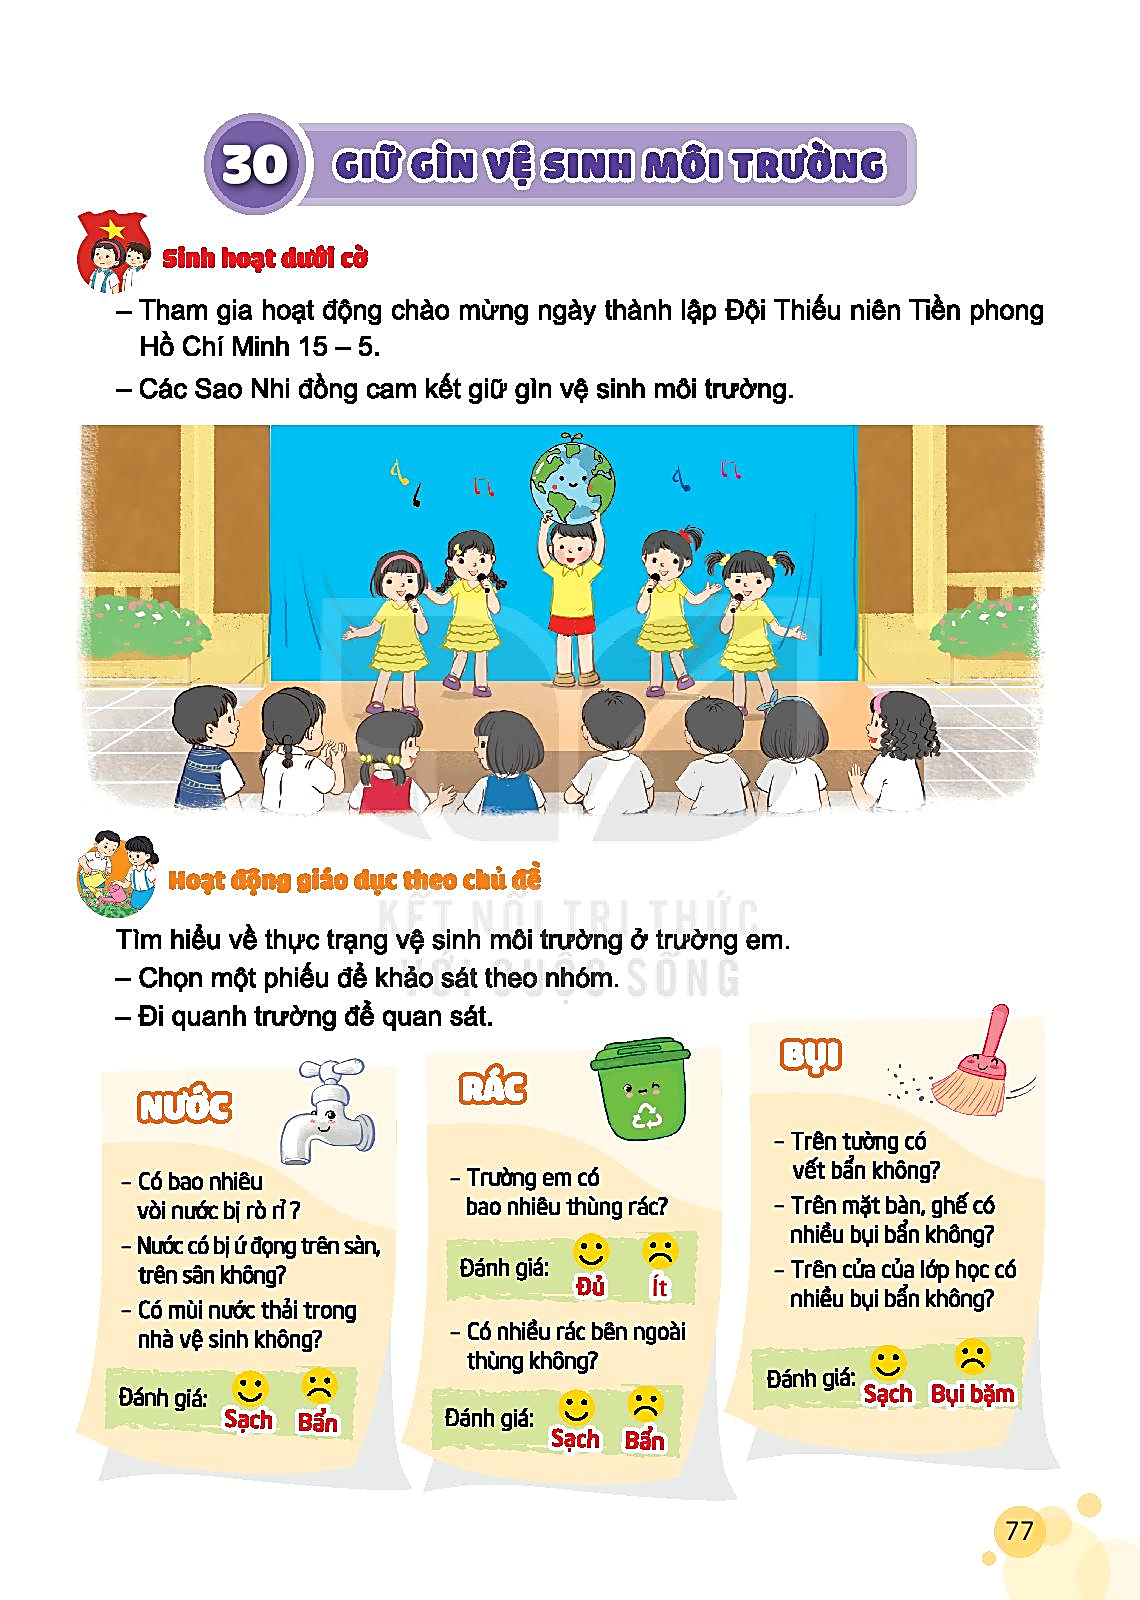 30
GIỮ GÌN VỆ SINH MÔI TRƯỜNG
Sinh hoạt dưới cờ
– Tham gia hoạt động chào mừng ngày thành lập Đội Thiếu niên Tiền phong
Hồ Chí Minh 15 – 5.
– Các Sao Nhi đồng cam kết giữ gìn vệ sinh môi trường.
Hoạt động giáo dục theo chủ đề
KẾT NỐI TRI THỨC
VỚI CUỘC SỐNG
Tìm hiểu về thực trạng vệ sinh môi trường ở trường em.
– Chọn một phiếu để khảo sát theo nhóm.
– Đi quanh trường để quan sát.
NƯỚC
– Có bao nhiêu
vòi nước bị rò rỉ ?
– Nước có bị ứ đọng trên sàn,
trên sân không?
– Có mùi nước thải trong
nhà vệ sinh không?
Đánh giá:
Sạch Bẩn
RÁC
– Trường em có
bao nhiêu thùng rác?
Đánh giá:
Đủ Ít
– Có nhiều rác bên ngoài
thùng không?
Đánh giá:
Sạch Bẩn
BỤI
– Trên tường có
vết bẩn không?
– Trên mặt bàn, ghế có
nhiều bụi bẩn không?
– Trên cửa của lớp học có
nhiều bụi bẩn không?
Đánh giá:
Sạch Bụi bặm
77